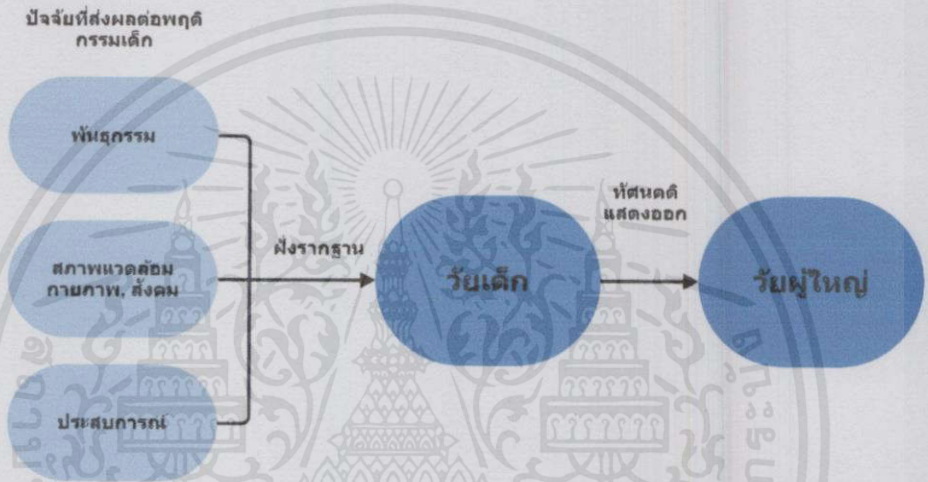 ปัจจัยที่ส่งผลต่อพฤติ
กรรมเด็ก
พันธุกรรม
สภาพแวดล้อม
กายภาพ, สังคม
ประสบการณ์
ฝังรากฐาน
วัยเด็ก
ทัศนคติ
แสดงออก
วัยผู้ใหญ่